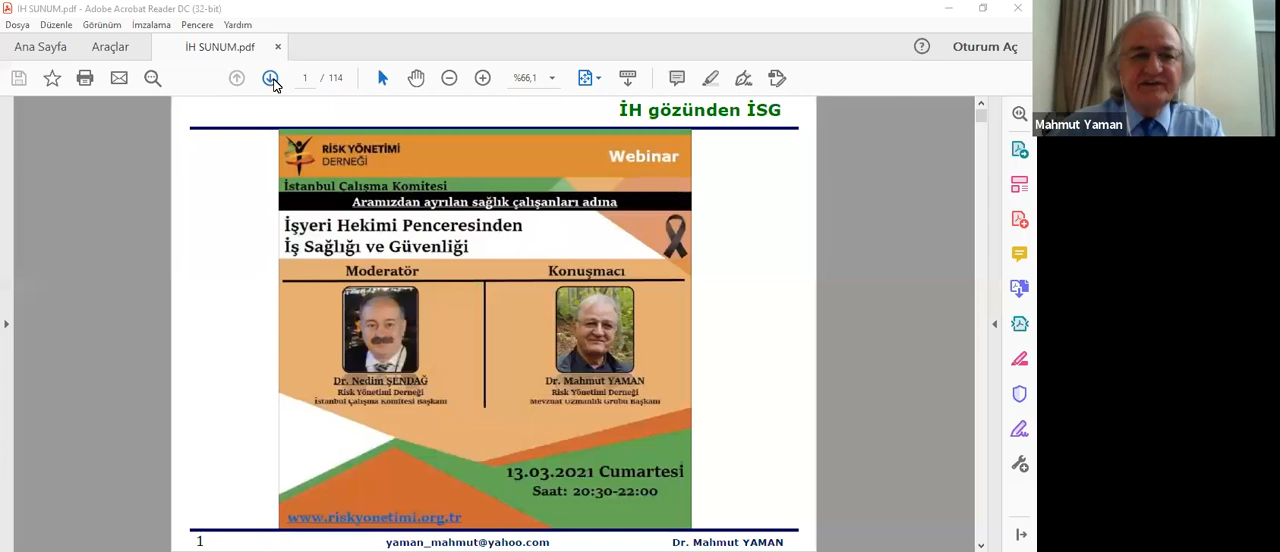 İH SUNUM.pdf - Adobe Acrobat Reader DC (32-bit)
Dosya Düzenle Görünüm İmzalama Pencere Yardım
Ana Sayfa Araçlar İH SUNUM.pdf × Oturum Aç
1 / 114 %66,1
Mahmut Yaman
İH gözünden İSG
RİSK YÖNETİMİ
DERNEĞİ
Webinar
İstanbul Çalışma Komitesi
Aramızdan ayrılan sağlık çalışanları adına
İşyeri Hekimi Penceresinden
İş Sağlığı ve Güvenliği
Moderatör
Konuşmacı
Dr. Nedim ŞENDAĞ
Risk Yönetimi Derneği
İstanbul Çalışma Komitesi Başkanı
Dr. Mahmut YAMAN
Risk Yönetimi Derneği
Mevzuat Uzmanlık Grubu Başkanı
13.03.2021 Cumartesi
Saat: 20:30-22:00
www.riskyonetimi.org.tr
1 yaman_mahmut@yahoo.com Dr. Mahmut YAMAN